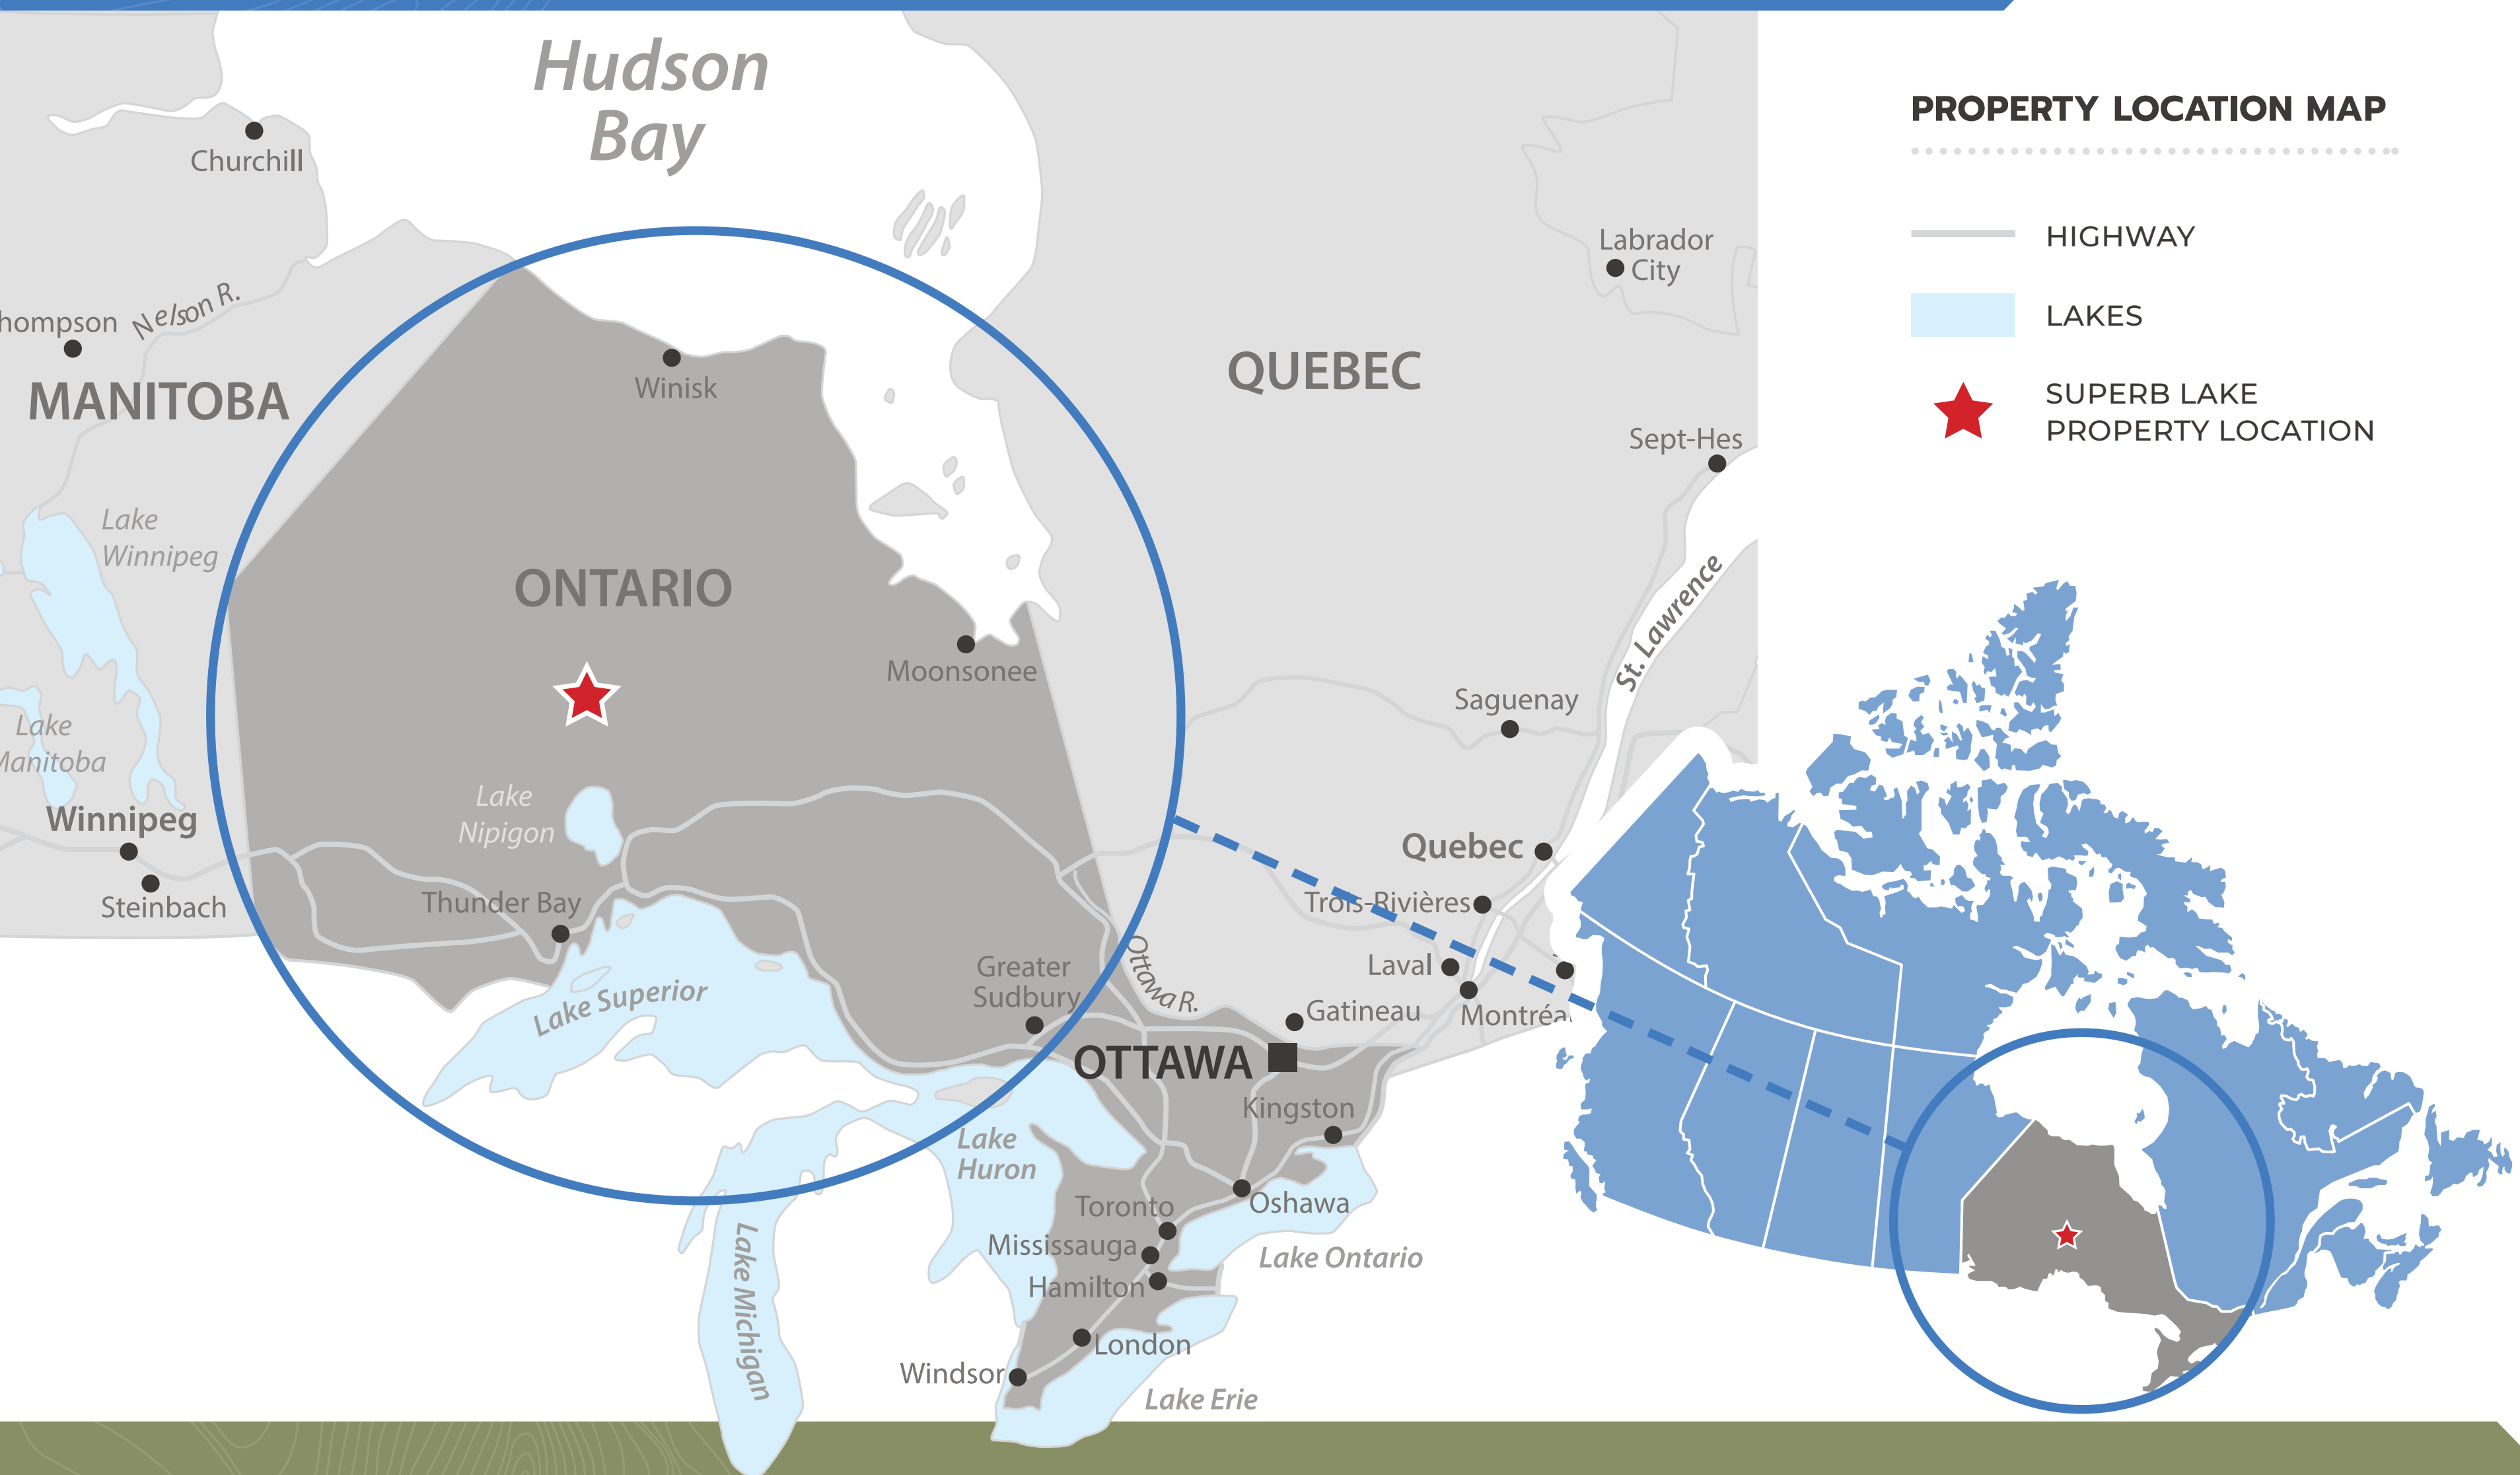 Hudson
Bay
Churchill
hompson
Nelson R.
MANITOBA
Winisk
QUEBEC
Labrador
City
Sept-Hes
Lake
Winnipeg
ONTARIO
Moonsonee
St. Lawrence
Saguenay
Lake
Manitoba
Winnipeg
Steinbach
Lake
Nipigon
Thunder Bay
Quebec
Trois-Rivières
Laval
Montréa
Greater
Sudbury
Ottawa R.
Gatineau
OTTAWA
Kingston
Lake Superior
Lake
Huron
Toronto
Oshawa
Mississauga
Hamilton
Lake Ontario
Lake Michigan
London
Windsor
Lake Erie
PROPERTY LOCATION MAP
HIGHWAY
LAKES
SUPERB LAKE
PROPERTY LOCATION